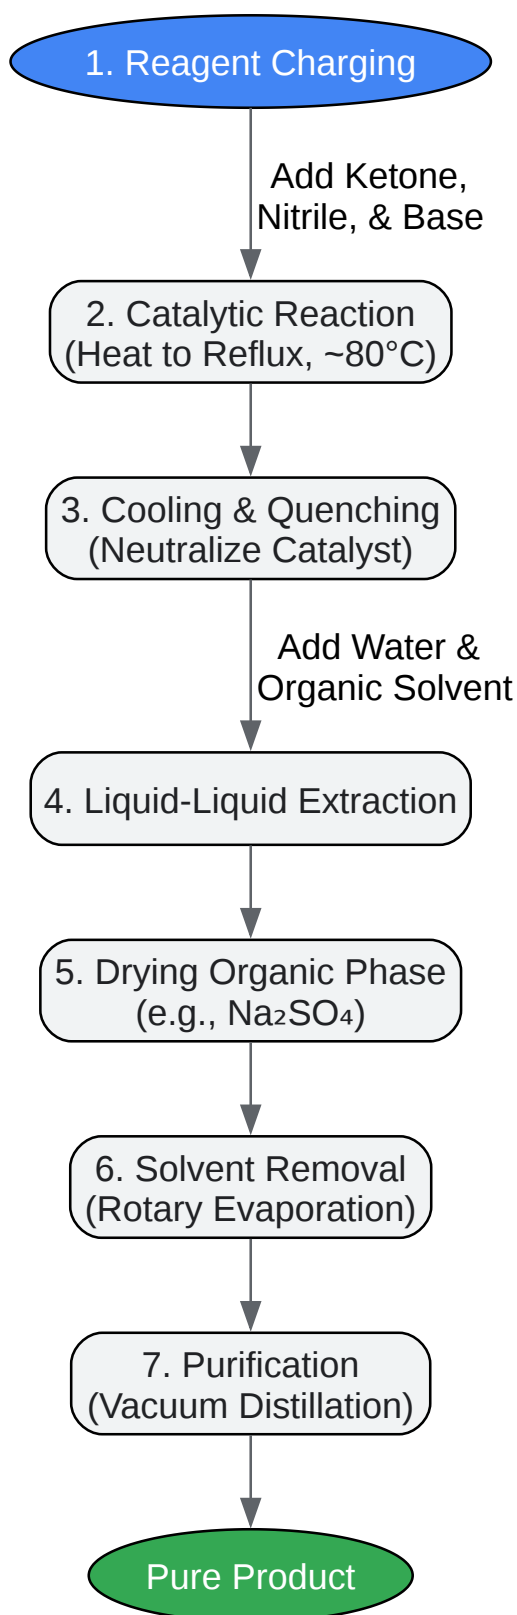 1. Reagent Charging
Add Ketone,
Nitrile, & Base
2. Catalytic Reaction
(Heat to Reflux, ~80°C)
3. Cooling & Quenching
(Neutralize Catalyst)
Add Water &
Organic Solvent
4. Liquid-Liquid Extraction
5. Drying Organic Phase
(e.g., Na₂SO₄)
6. Solvent Removal
(Rotary Evaporation)
7. Purification
(Vacuum Distillation)
Pure Product